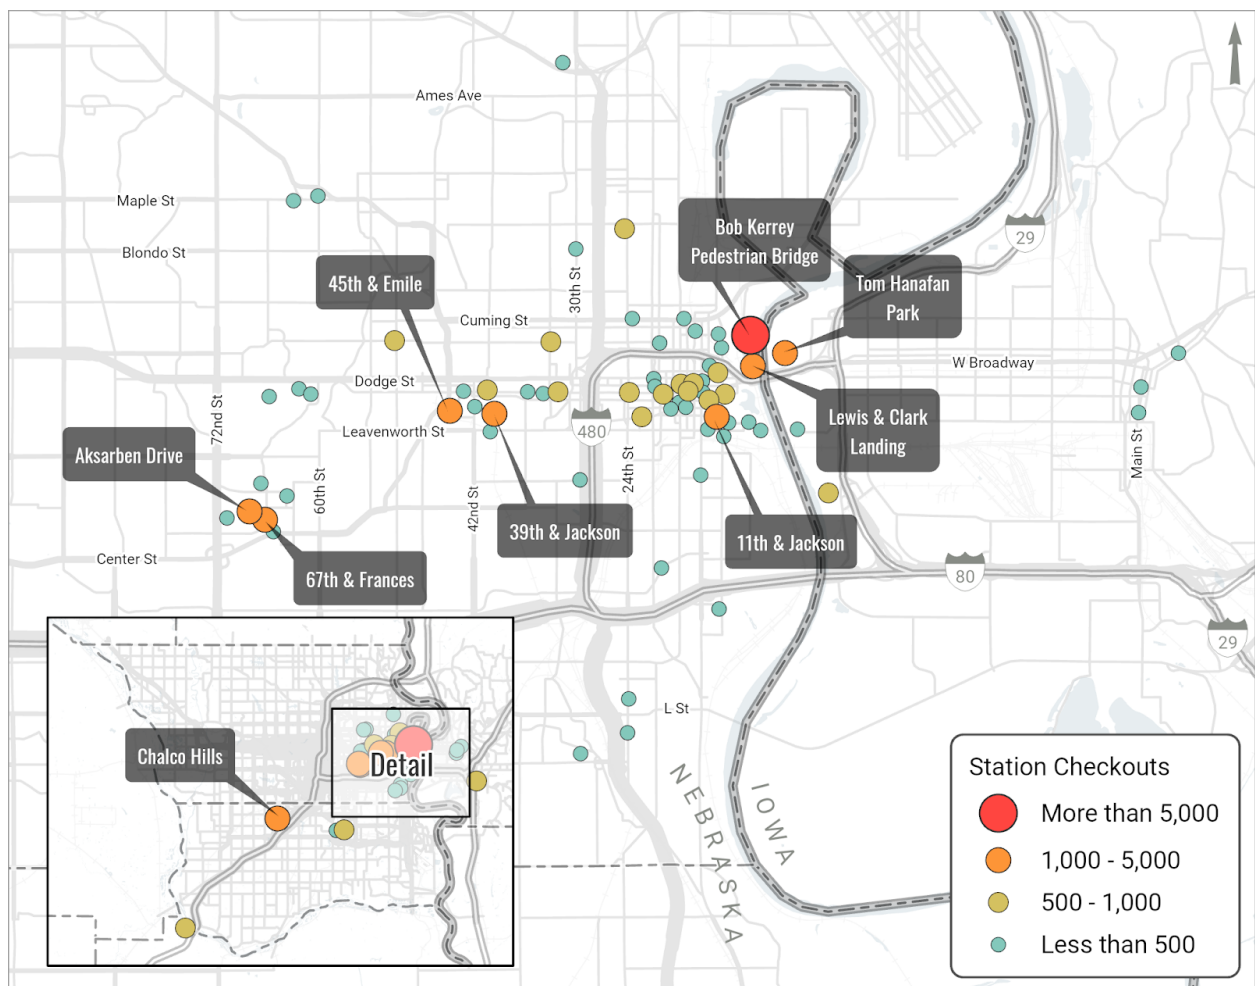 Ames Ave
Maple St
Blondo St
Bob Kerrey
Pedestrian Bridge
29
45th & Emile
30th St
Tom Hanafan
Park
Cuming St
W Broadway
Dodge St
72nd St
Leavenworth St
480
Lewis & Clark
Landing
Main St
Aksarben Drive
60th St
42nd St
24th St
39th & Jackson
11th & Jackson
Center St
67th & Frances
80
29
L St
Chalco Hills
Detail
NEBRASKA
IOWA
Station Checkouts
More than 5,000
1,000 - 5,000
500 - 1,000
Less than 500